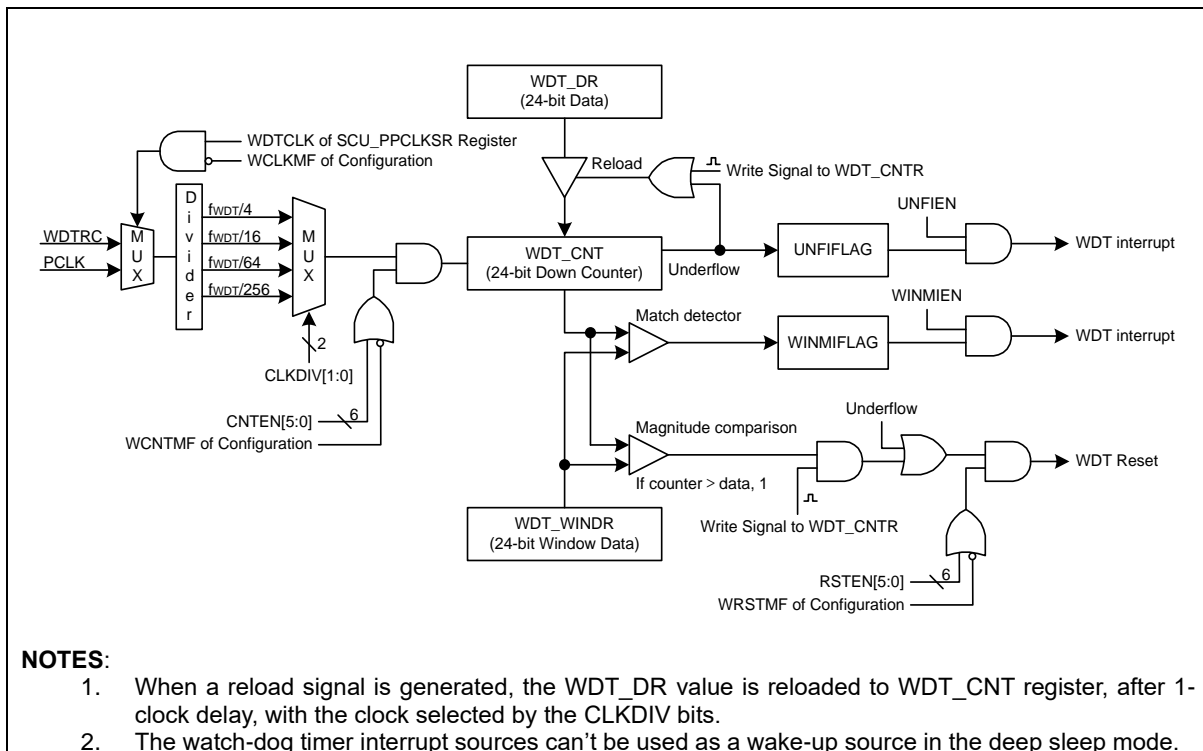 WDT_DR
(24-bit Data)
WDTCLK of SCU_PPCLKSR Register
WCLKMF of Configuration
Reload
Write Signal to WDT_CNTR
UNFIEN
WDTRC
PCLK
MUX
Divider
fWDT/4
fWDT/16
fWDT/64
fWDT/256
MUX
2
CLKDIV[1:0]
WDT_CNT
(24-bit Down Counter)
Underflow
UNFIFLAG
WDT interrupt
WINMIEN
Match detector
WINMIFLAG
WDT interrupt
CNTEN[5:0]
6
WCNTMF of Configuration
Underflow
Magnitude comparison
If counter > data, 1
WDT Reset
WDT_WINDR
(24-bit Window Data)
Write Signal to WDT_CNTR
RSTEN[5:0]
6
WRSTMF of Configuration
NOTES:
1. When a reload signal is generated, the WDT_DR value is reloaded to WDT_CNT register, after 1-
clock delay, with the clock selected by the CLKDIV bits.
2. The watch-dog timer interrupt sources can't be used as a wake-up source in the deep sleep mode.